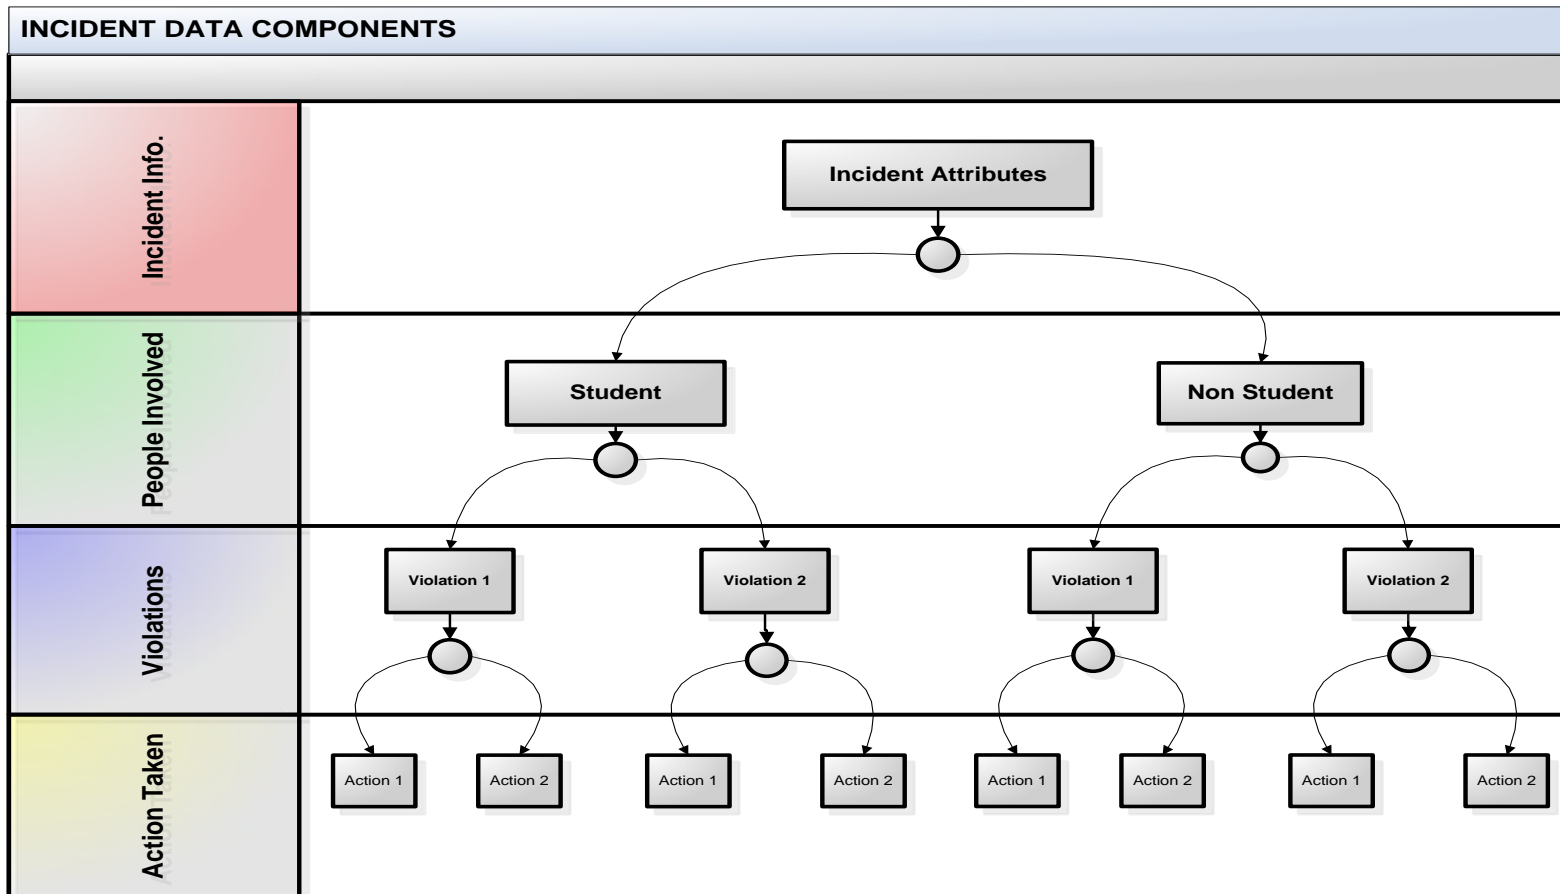 INCIDENT DATA COMPONENTS
Incident Info.
Incident Attributes
People Involved
Student
Non Student
Violations
Violation 1
Violation 2
Violation 1
Violation 2
Action Taken
Action 1
Action 2
Action 1
Action 2
Action 1
Action 2
Action 1
Action 2